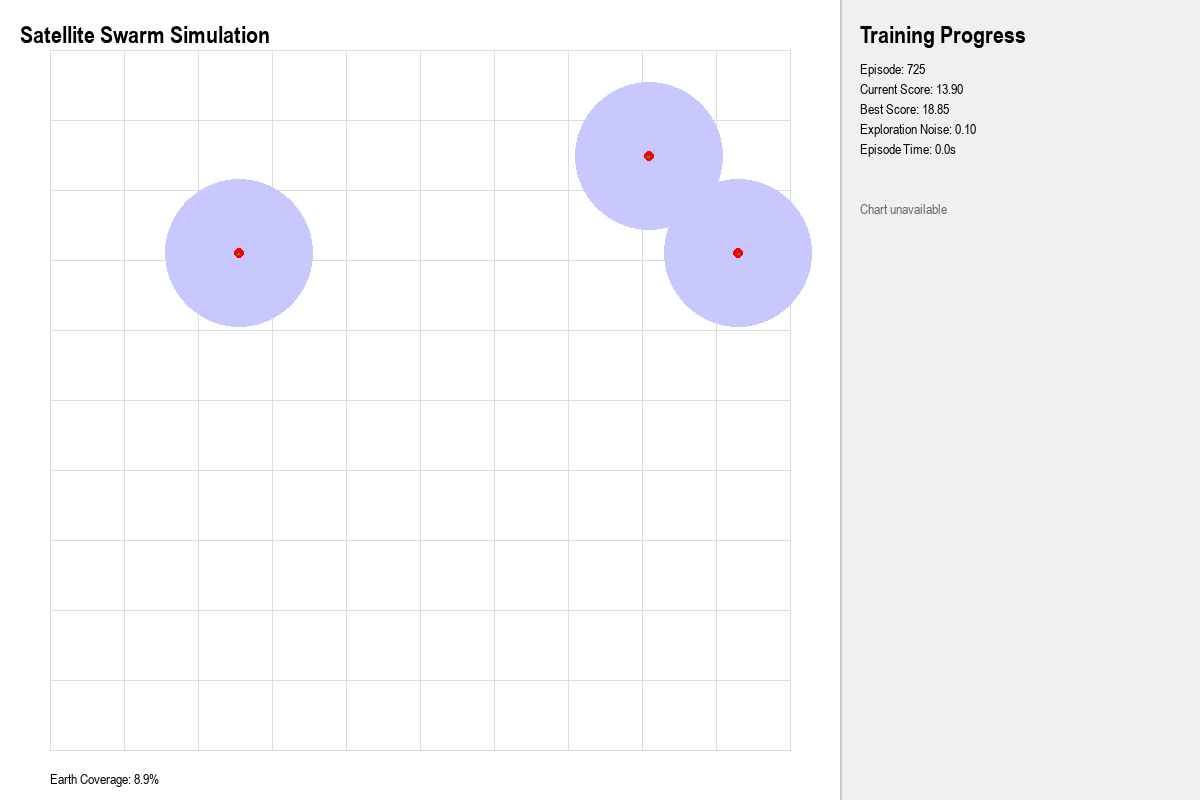 Satellite Swarm Simulation
Earth Coverage: 8.9%
Training Progress
Episode: 725
Current Score: 13.90
Best Score: 18.85
Exploration Noise: 0.10
Episode Time: 0.0s
Chart unavailable